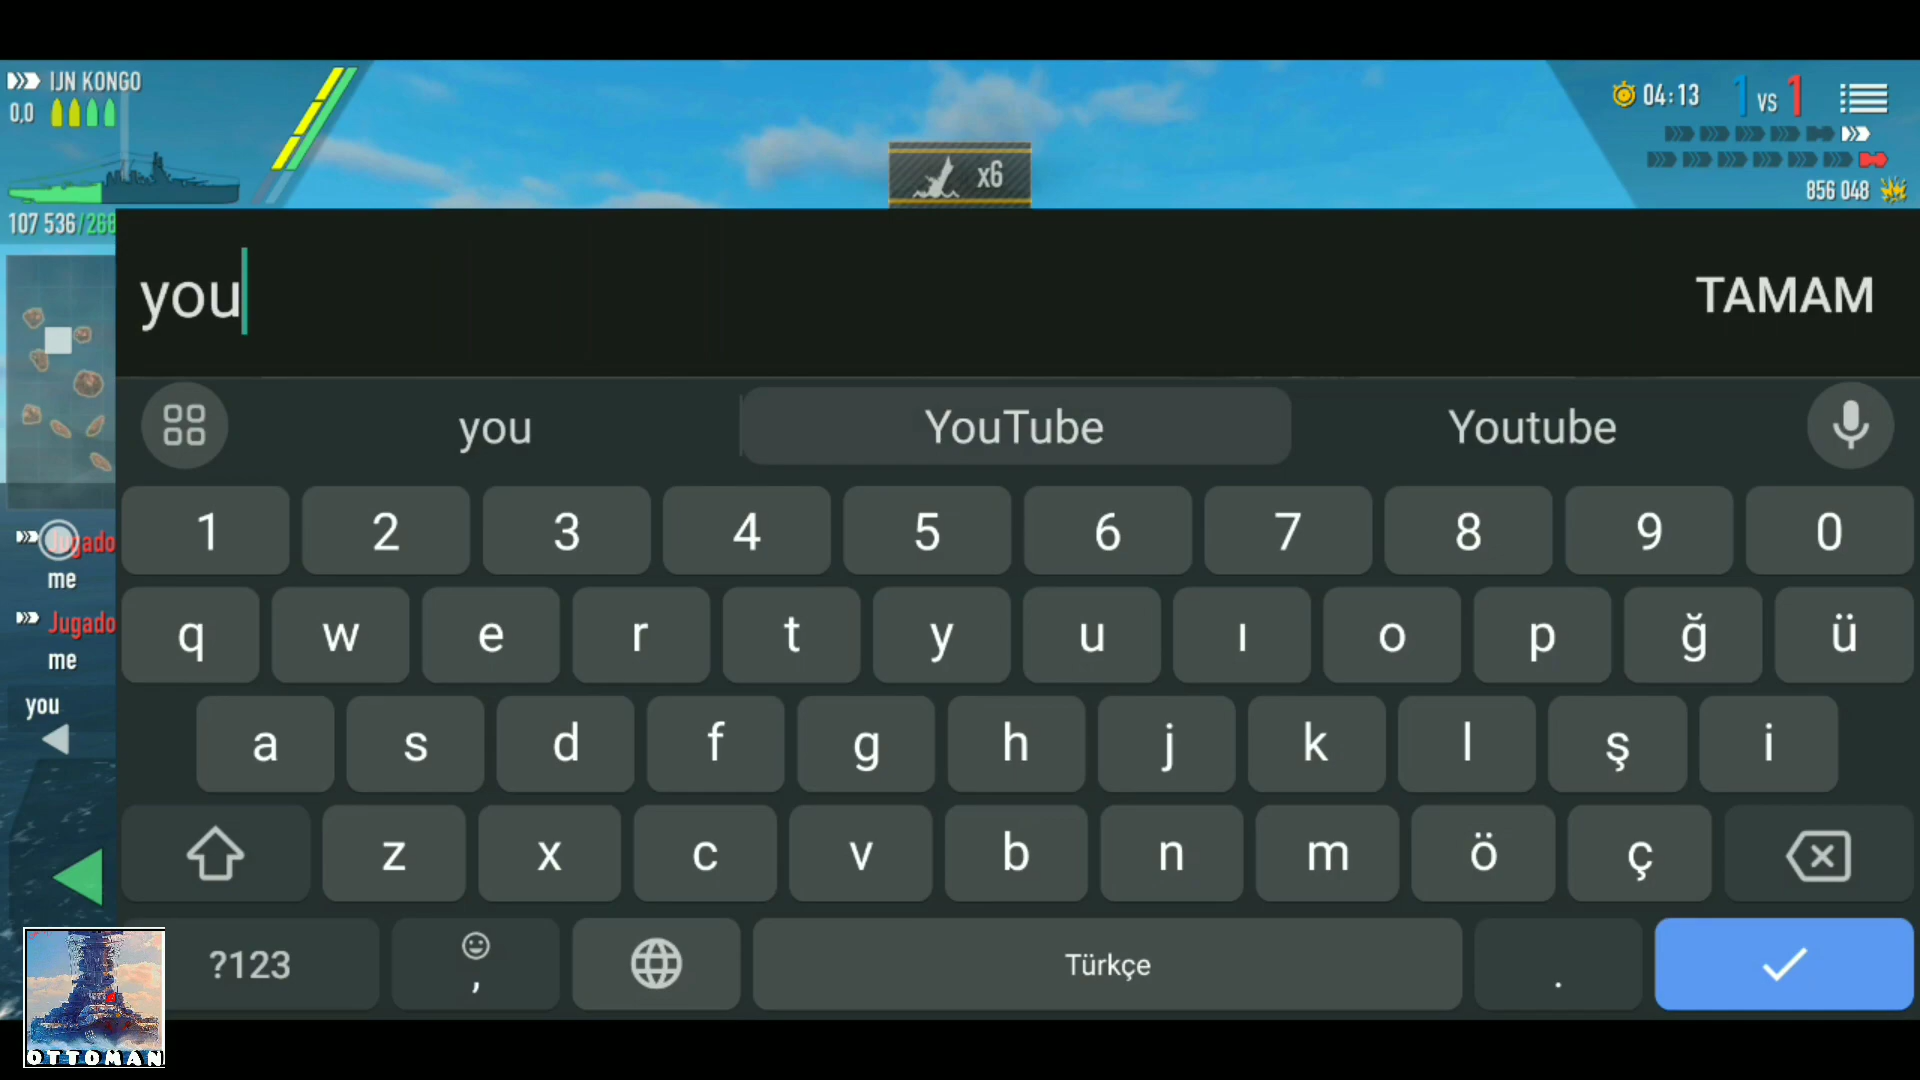 IJN KONGO
0,0
04:13
1 VS 1
856 048
x6
107 536/266
you
TAMAM
you YouTube Youtube
1 2 3 4 5 6 7 8 9 0
q w e r t y u ı o p ğ ü
a s d f g h j k l ş i
z x c v b n m ö ç
?123 , Türkçe .
Jugado
me
Jugado
me
you
OTTOMAN